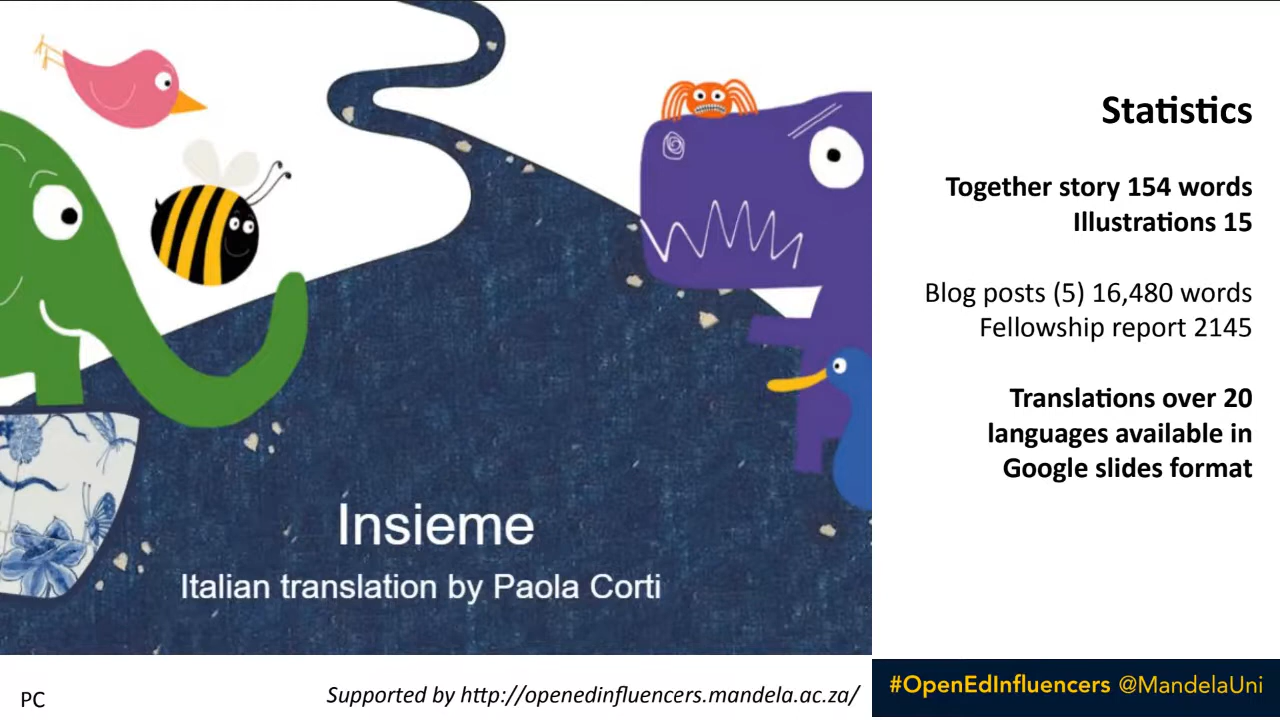 Statistics
Together story 154 words
Illustrations 15
Blog posts (5) 16,480 words
Fellowship report 2145
Translations over 20
languages available in
Google slides format
Insieme
Italian translation by Paola Corti
PC
Supported by http://openedinfluencers.mandela.ac.za/
#OpenEdInfluencers @MandelaUni